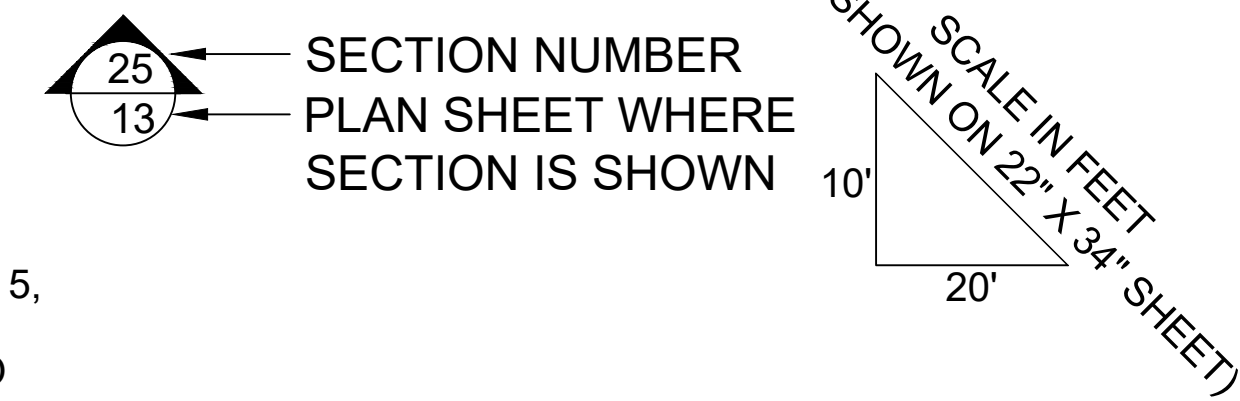 25
13
SECTION NUMBER
PLAN SHEET WHERE
SECTION IS SHOWN
SCALE IN FEET
SHOWN ON 22" X 34" SHEET)
10'
20'
5,